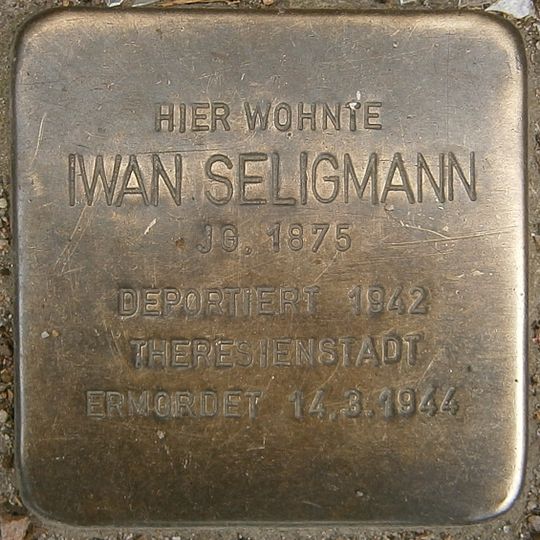 HIER WOHNTE
IWAN SELIGMANN
JG. 1875
DEPORTIERT 1942
THERESIENSTADT
ERMORDET 14.3.1944